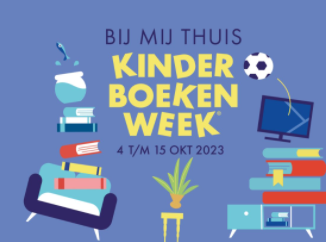 BIJ MIJ THUIS
KINDER
BOEKEN
WEEK®
4 T/M 15 OKT 2023